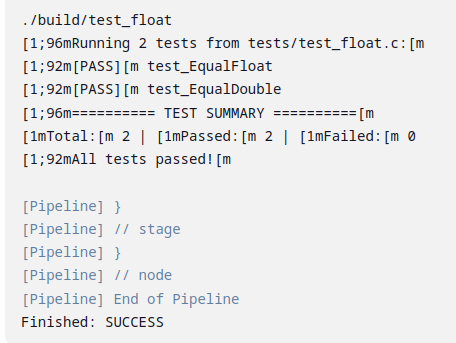 ./build/test_float
[1;96mRunning 2 tests from tests/test_float.c:[m
[1;92m[PASS][m test_EqualFloat
[1;92m[PASS][m test_EqualDouble
[1;96m========== TEST SUMMARY ==========[m
[1mTotal:[m 2 | [1mPassed:[m 2 | [1mFailed:[m 0
[1;92mAll tests passed![m
[Pipeline] }
[Pipeline] // stage
[Pipeline] }
[Pipeline] // node
[Pipeline] End of Pipeline
Finished: SUCCESS